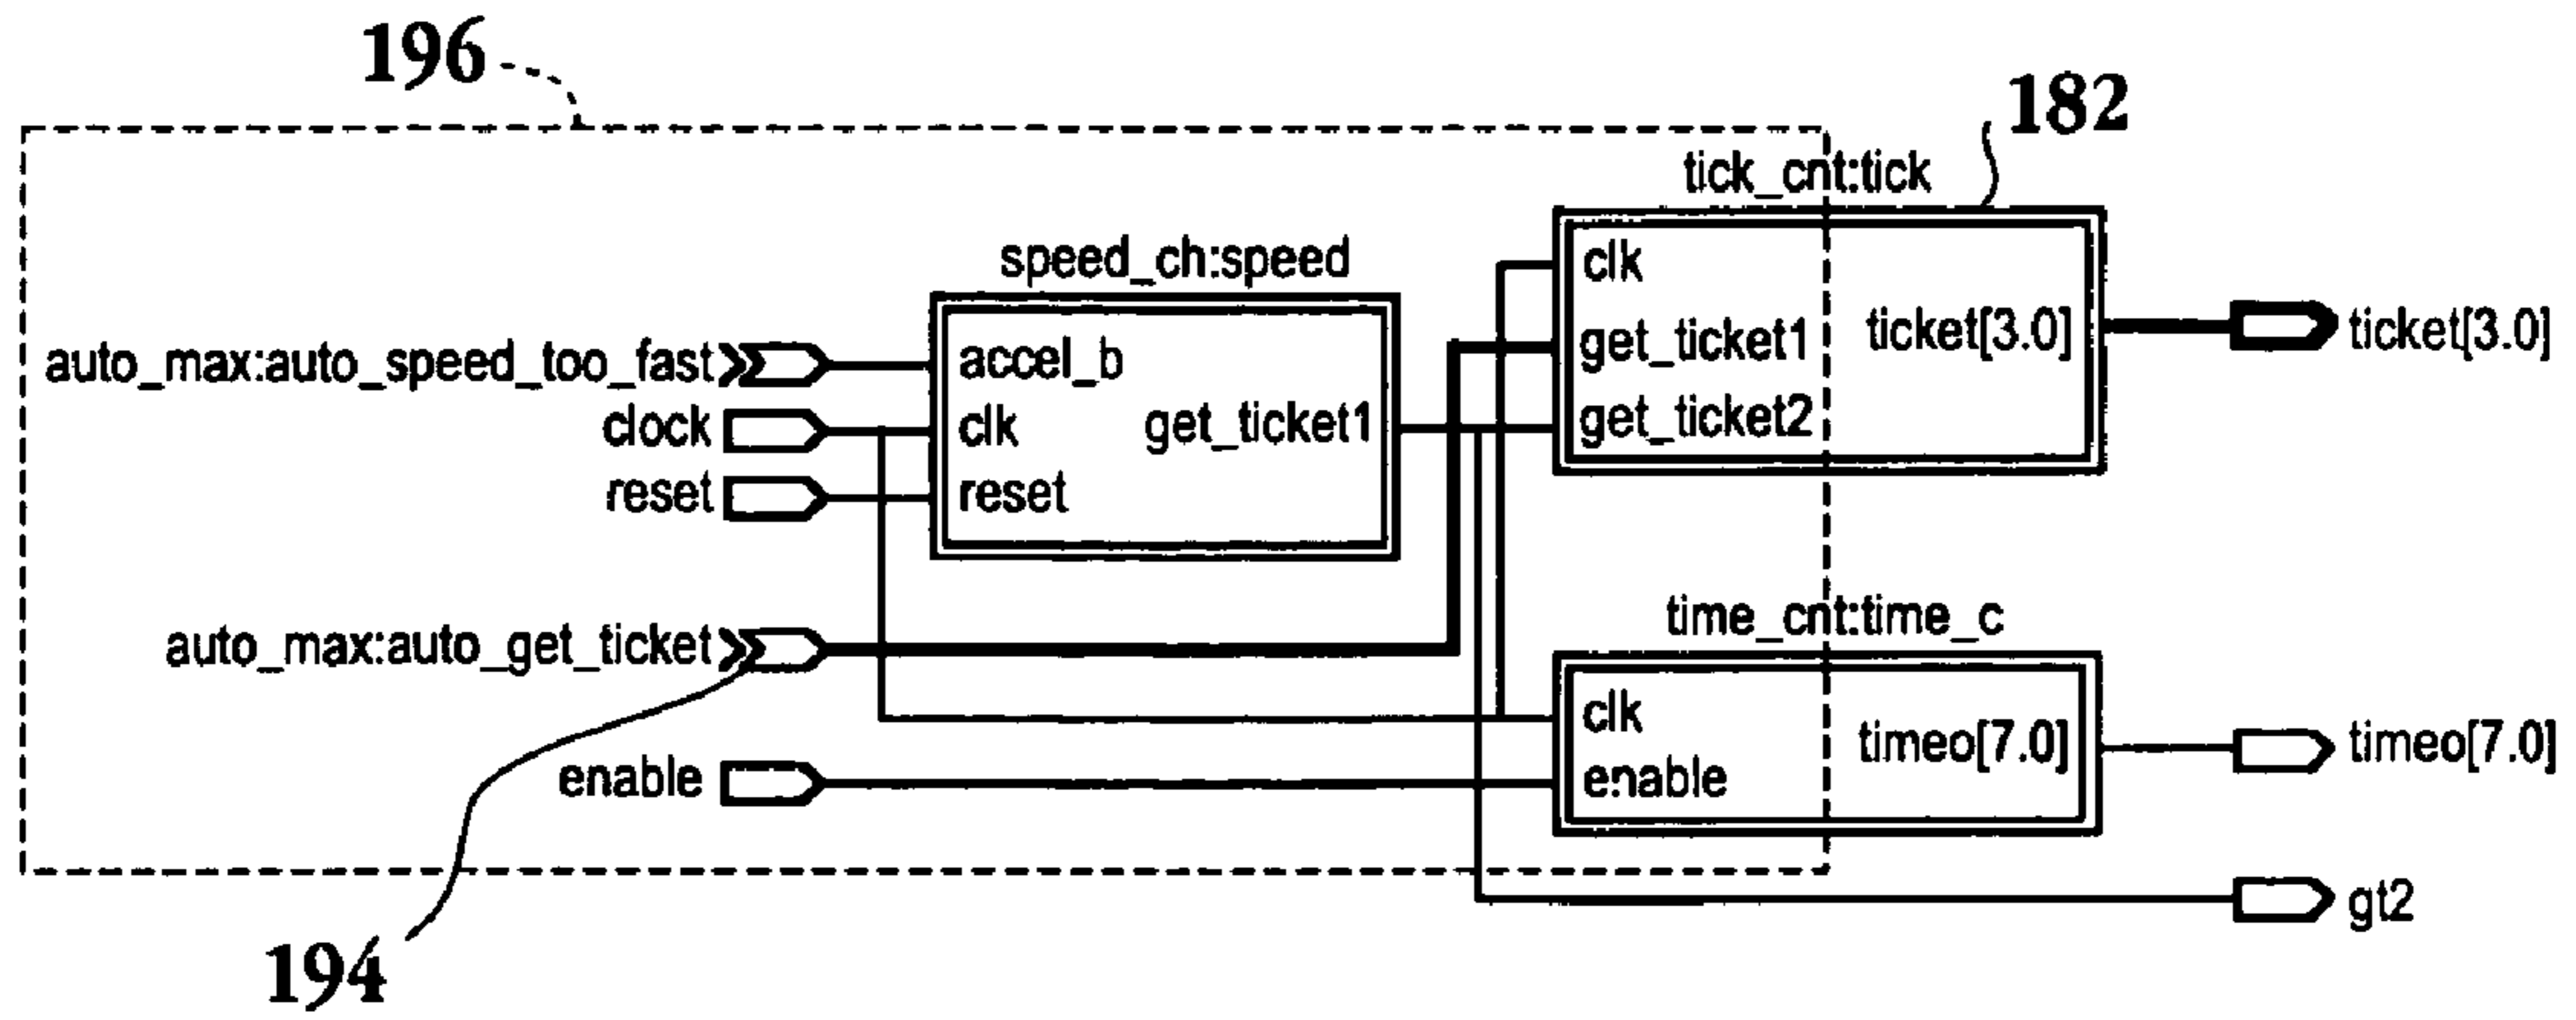 196
182
tick_cnt:tick
speed_ch:speed
clk
auto_max:auto_speed_too_fast
accel_b
get_ticket1
ticket[3.0]
ticket[3.0]
clock
clk
get_ticket1
get_ticket2
reset
reset
time_cnt:time_c
auto_max:auto_get_ticket
clk
timeo[7.0]
timeo[7.0]
enable
enable
gt2
194